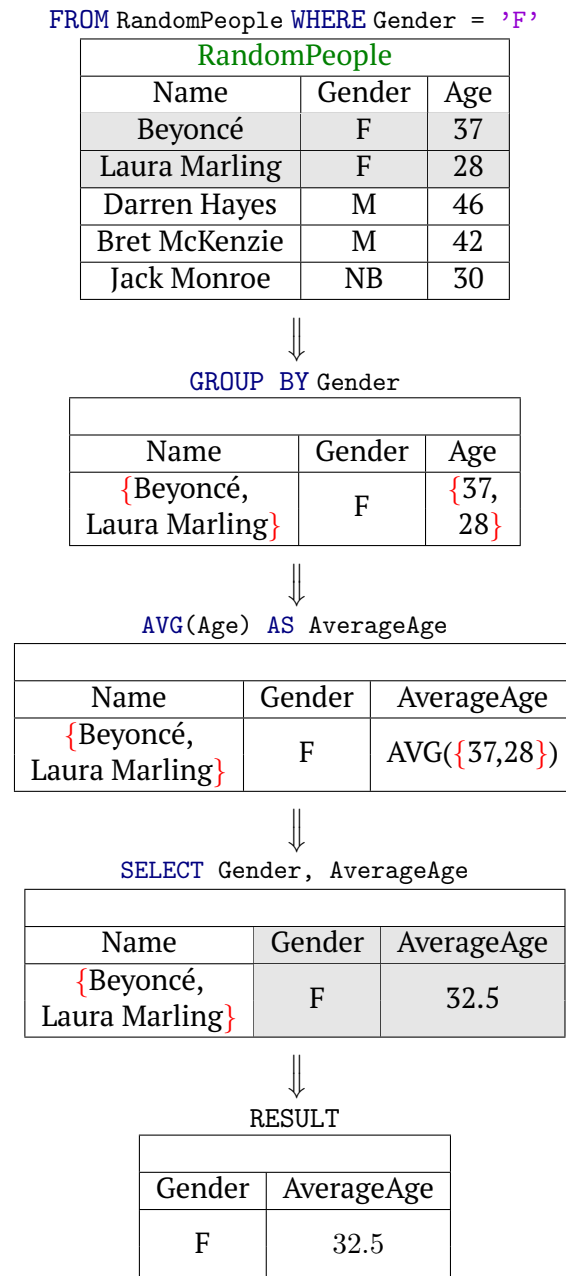 FROM RandomPeople WHERE Gender = 'F'
RandomPeople
Name Gender Age
Beyoncé F 37
Laura Marling F 28
Darren Hayes M 46
Bret McKenzie M 42
Jack Monroe NB 30
⇓
GROUP BY Gender
Name Gender Age
{Beyoncé, Laura Marling} F {37, 28}
⇓
AVG(Age) AS AverageAge
Name Gender AverageAge
{Beyoncé, Laura Marling} F AVG({37,28})
⇓
SELECT Gender, AverageAge
Name Gender AverageAge
{Beyoncé, Laura Marling} F 32.5
⇓
RESULT
Gender AverageAge
F 32.5